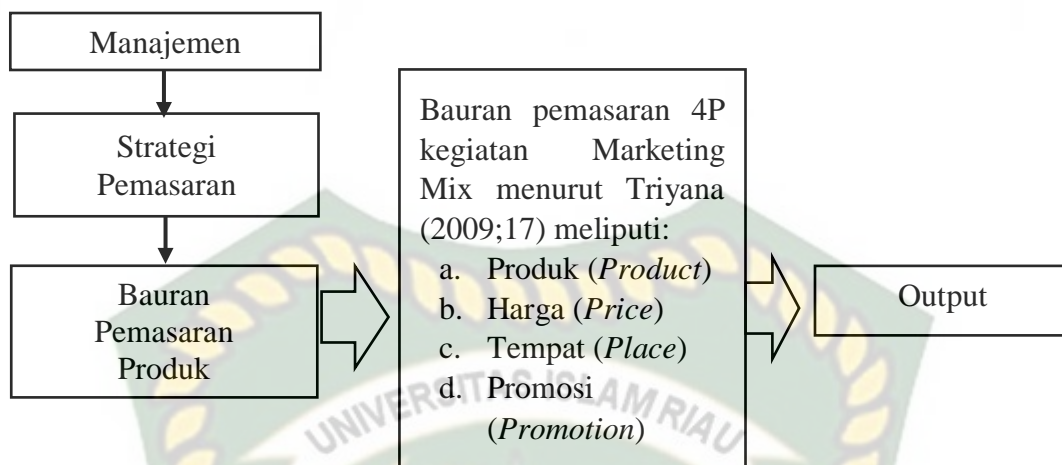 Manajemen
Strategi
Pemasaran
Bauran
Pemasaran
Produk
Bauran pemasaran 4P
kegiatan Marketing
Mix menurut Triyana
(2009;17) meliputi:
a. Produk (Product)
b. Harga (Price)
c. Tempat (Place)
d. Promosi
(Promotion)
Output
UNIVERSITAS ISLAM RIAU